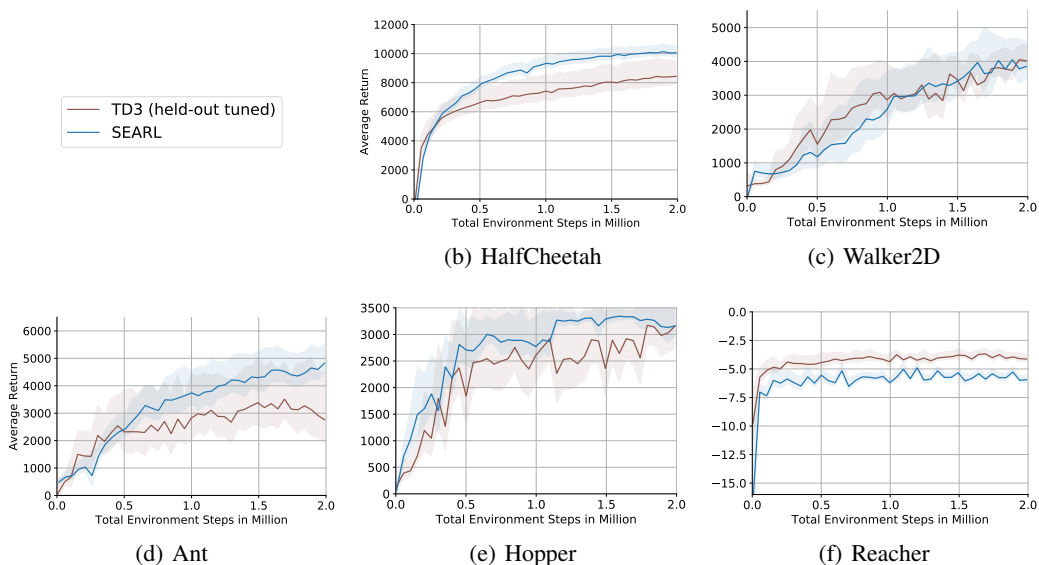 TD3 (held-out tuned)
SEARL
12000
10000
8000
6000
4000
2000
0
Average Return
0.0 0.5 1.0 1.5 2.0
Total Environment Steps in Million
(b) HalfCheetah
5000
4000
3000
2000
1000
0
0.0 0.5 1.0 1.5 2.0
Total Environment Steps in Million
(c) Walker2D
6000
5000
4000
3000
2000
1000
0
Average Return
0.0 0.5 1.0 1.5 2.0
Total Environment Steps in Million
(d) Ant
3500
3000
2500
2000
1500
1000
500
0
0.0 0.5 1.0 1.5 2.0
Total Environment Steps in Million
(e) Hopper
0.0
−2.5
−5.0
−7.5
−10.0
−12.5
−15.0
0.0 0.5 1.0 1.5 2.0
Total Environment Steps in Million
(f) Reacher